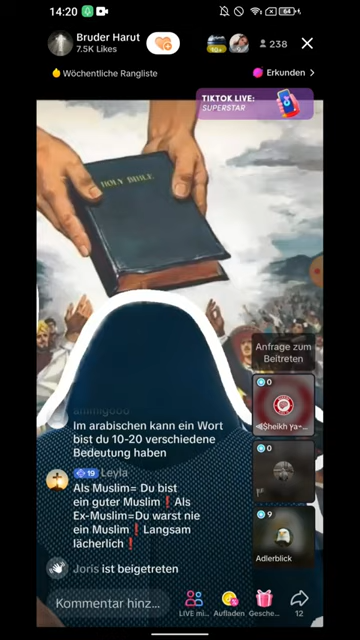 14:20
64
Bruder Harut
7.5K Likes
10+
238
Wöchentliche Rangliste
Erkunden
TIKTOK LIVE:
SUPERSTAR
HOLY BIBLE
Anfrage zum
Beitreten
0
Im arabischen kann ein Wort
bist du 10-20 verschiedene
Bedeutung haben
19 Leyla
Als Muslim= Du bist
ein guter Muslim❗Als
Ex-Muslim=Du warst nie
ein Muslim❗Langsam
lächerlich❗
Joris ist beigetreten
0
9
Adlerblick
Kommentar hinz...
LIVE mi...
Aufladen
Gesche...
12